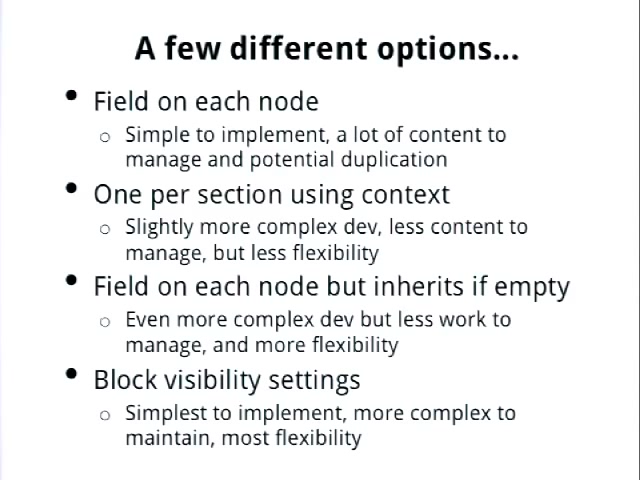 A few different options...
• Field on each node
○ Simple to implement, a lot of content to
manage and potential duplication
• One per section using context
○ Slightly more complex dev, less content to
manage, but less flexibility
• Field on each node but inherits if empty
○ Even more complex dev but less work to
manage, and more flexibility
• Block visibility settings
○ Simplest to implement, more complex to
maintain, most flexibility